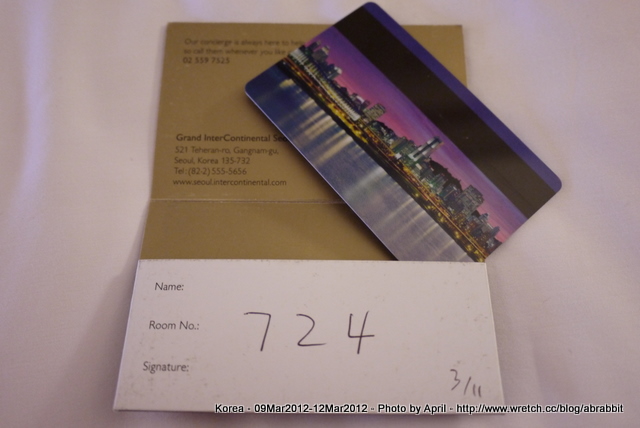 Our concierge is always here to help
to call them whenever you like
02 559 7525
Grand InterContinental
521 Teheran-ro, Gangnam-gu,
Seoul, Korea 135-732
Tel: (82-2) 555-5656
www.seoul.intercontinental.com
Name:
Room No.: 724
Signature:
3/11
Korea - 09Mar2012-12Mar2012 - Photo by April - http://www.wretch.cc/blog/abrabbit